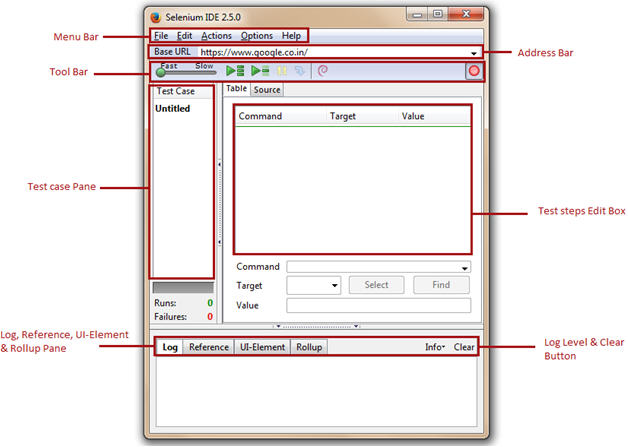 Selenium IDE 2.5.0
Menu Bar
File Edit Actions Options Help
Base URL https://www.google.co.in/
Address Bar
Tool Bar
Fast Slow
Test Case
Table Source
Untitled
Command Target Value
Test case Pane
Test steps Edit Box
Command
Target Select Find
Value
Runs: 0
Failures: 0
Log, Reference, UI-Element
& Rollup Pane
Log Reference UI-Element Rollup Info Clear
Log Level & Clear
Button